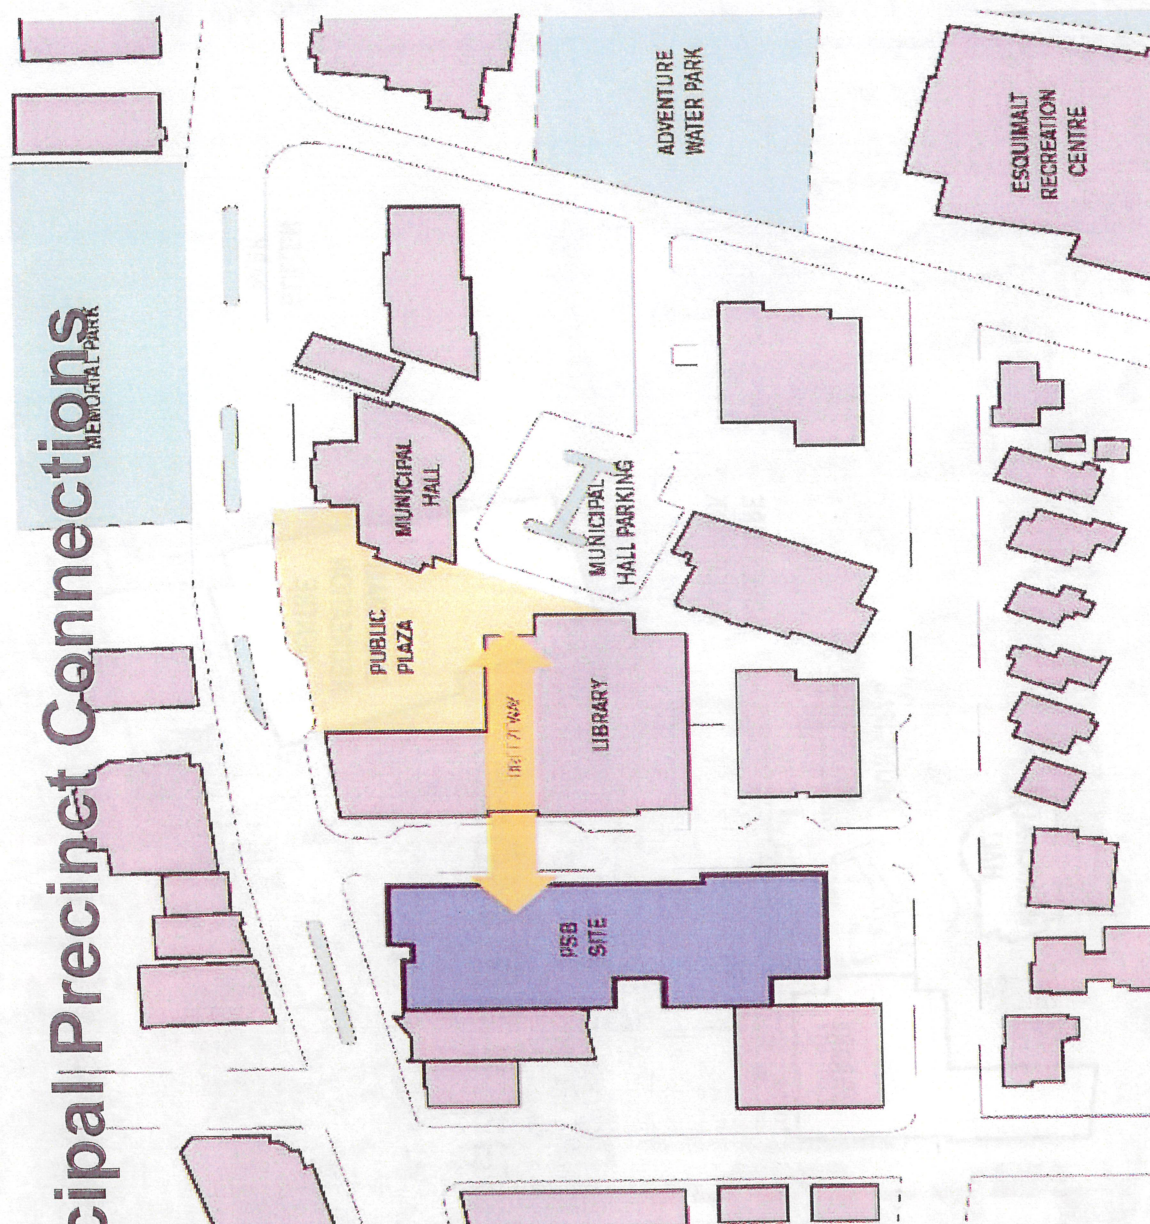 cipal Precinct Connections
MEMORIAL PARK
ADVENTURE
WATER PARK
ESQUIMALT
RECREATION
CENTRE
MUNICIPAL
HALL
MUNICIPAL
HALL PARKING
PUBLIC
PLAZA
LIBRARY
PSB
SITE